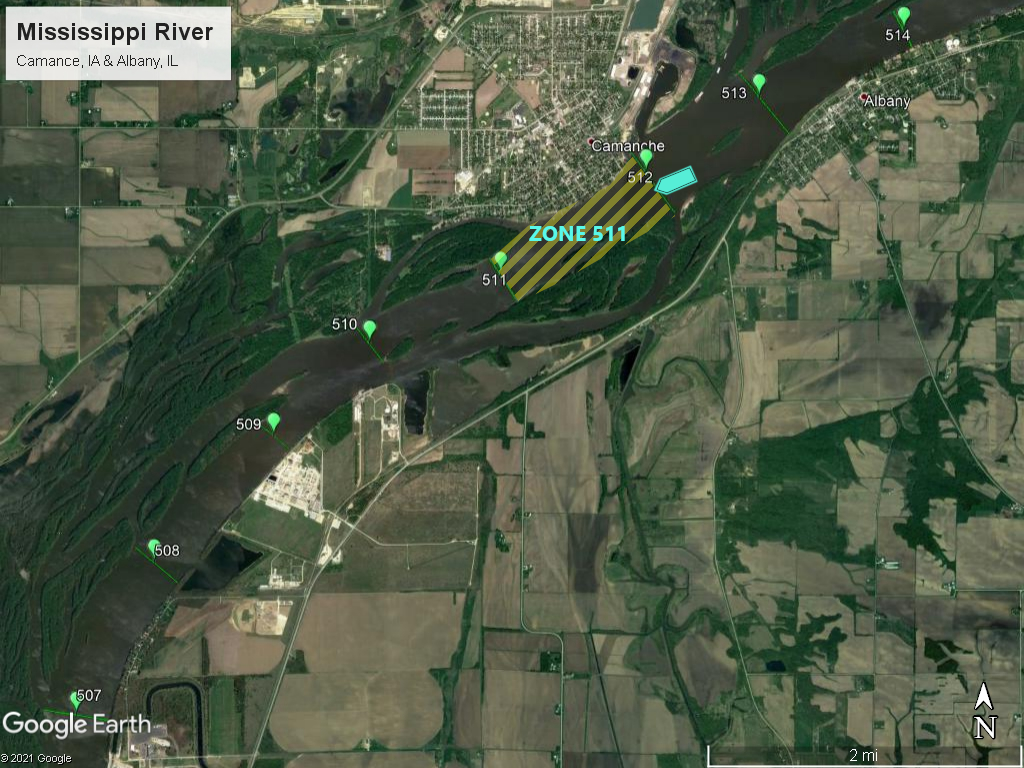 Mississippi River
Camance, IA & Albany, IL
514
513
Albany
Camanche
512
ZONE 511
511
510
509
508
507
Google Earth
© 2021 Google
2 mi
N